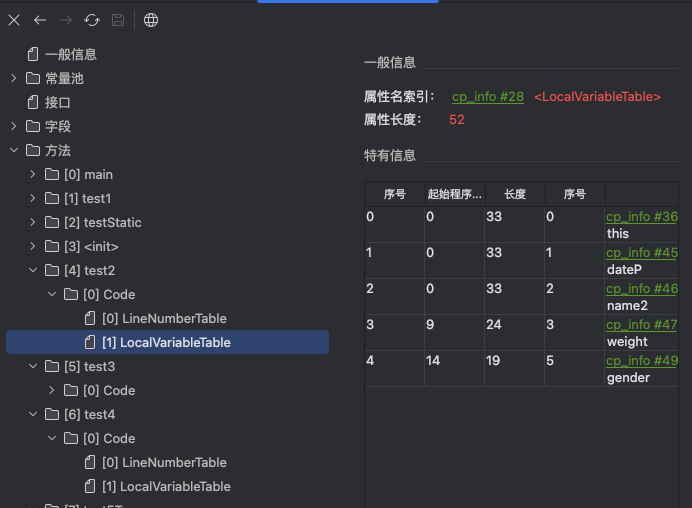 一般信息
常量池
接口
字段
方法
[0] main
[1] test1
[2] testStatic
[3] <init>
[4] test2
[0] Code
[0] LineNumberTable
[1] LocalVariableTable
[5] test3
[0] Code
[6] test4
[0] Code
[0] LineNumberTable
[1] LocalVariableTable
一般信息
属性名索引： cp_info #28 <LocalVariableTable>
属性长度： 52
特有信息
序号 起始程序... 长度 序号
0 0 33 0 cp_info #36
this
1 0 33 1 cp_info #45
dateP
2 0 33 2 cp_info #46
name2
3 9 24 3 cp_info #47
weight
4 14 19 5 cp_info #49
gender